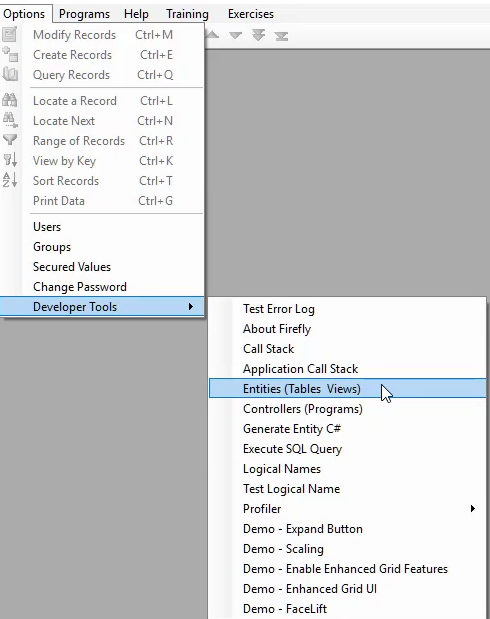 Options Programs Help Training Exercises
Modify Records Ctrl+M
Create Records Ctrl+E
Query Records Ctrl+Q
Locate a Record Ctrl+L
Locate Next Ctrl+N
Range of Records Ctrl+R
View by Key Ctrl+K
Sort Records Ctrl+T
Print Data Ctrl+G
Users
Groups
Secured Values
Change Password
Developer Tools
Test Error Log
About Firefly
Call Stack
Application Call Stack
Entities (Tables Views)
Controllers (Programs)
Generate Entity C#
Execute SQL Query
Logical Names
Test Logical Name
Profiler
Demo - Expand Button
Demo - Scaling
Demo - Enable Enhanced Grid Features
Demo - Enhanced Grid UI
Demo - FaceLift